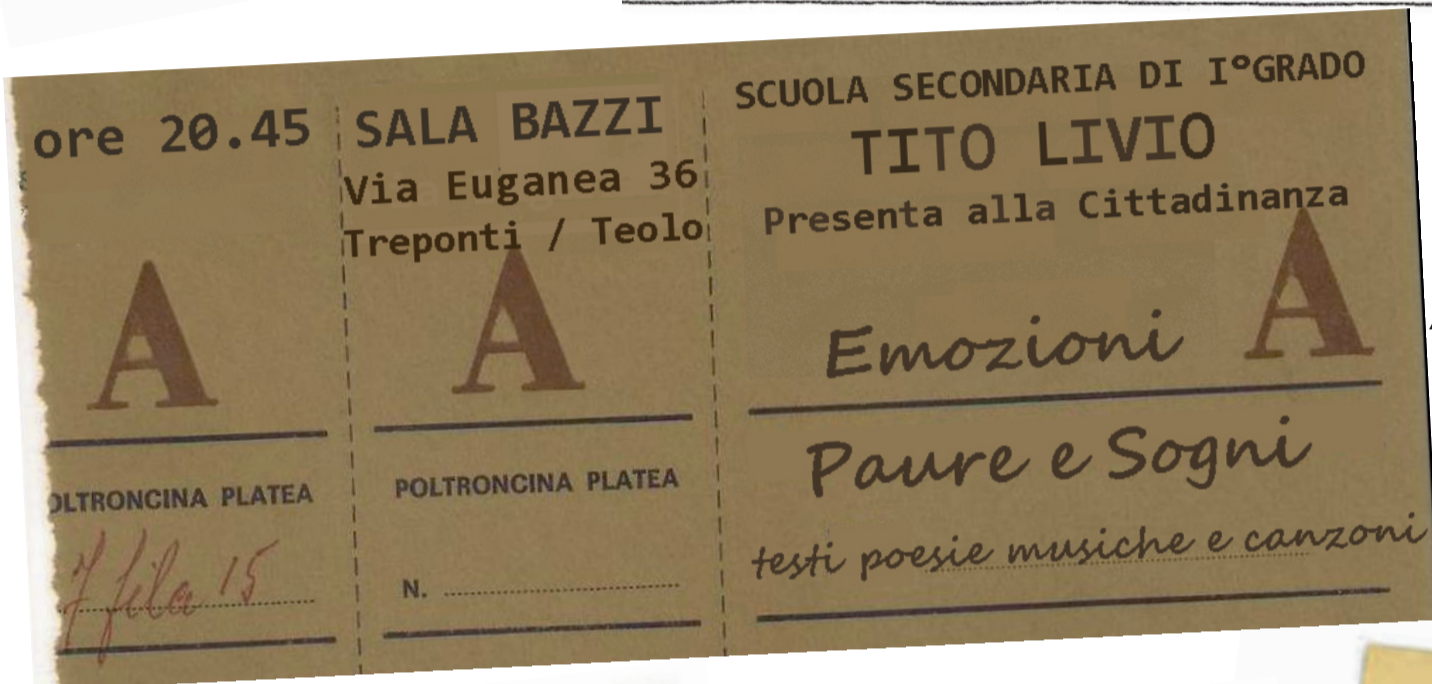 ore 20.45
A
OLTRONCINA PLATEA
7 fila 15
SALA BAZZI
Via Euganea 36
Treponti / Teolo
A
POLTRONCINA PLATEA
N.
SCUOLA SECONDARIA DI I°GRADO
TITO LIVIO
Presenta alla Cittadinanza
A
Emozioni
Paure e Sogni
testi poesie musiche e canzoni